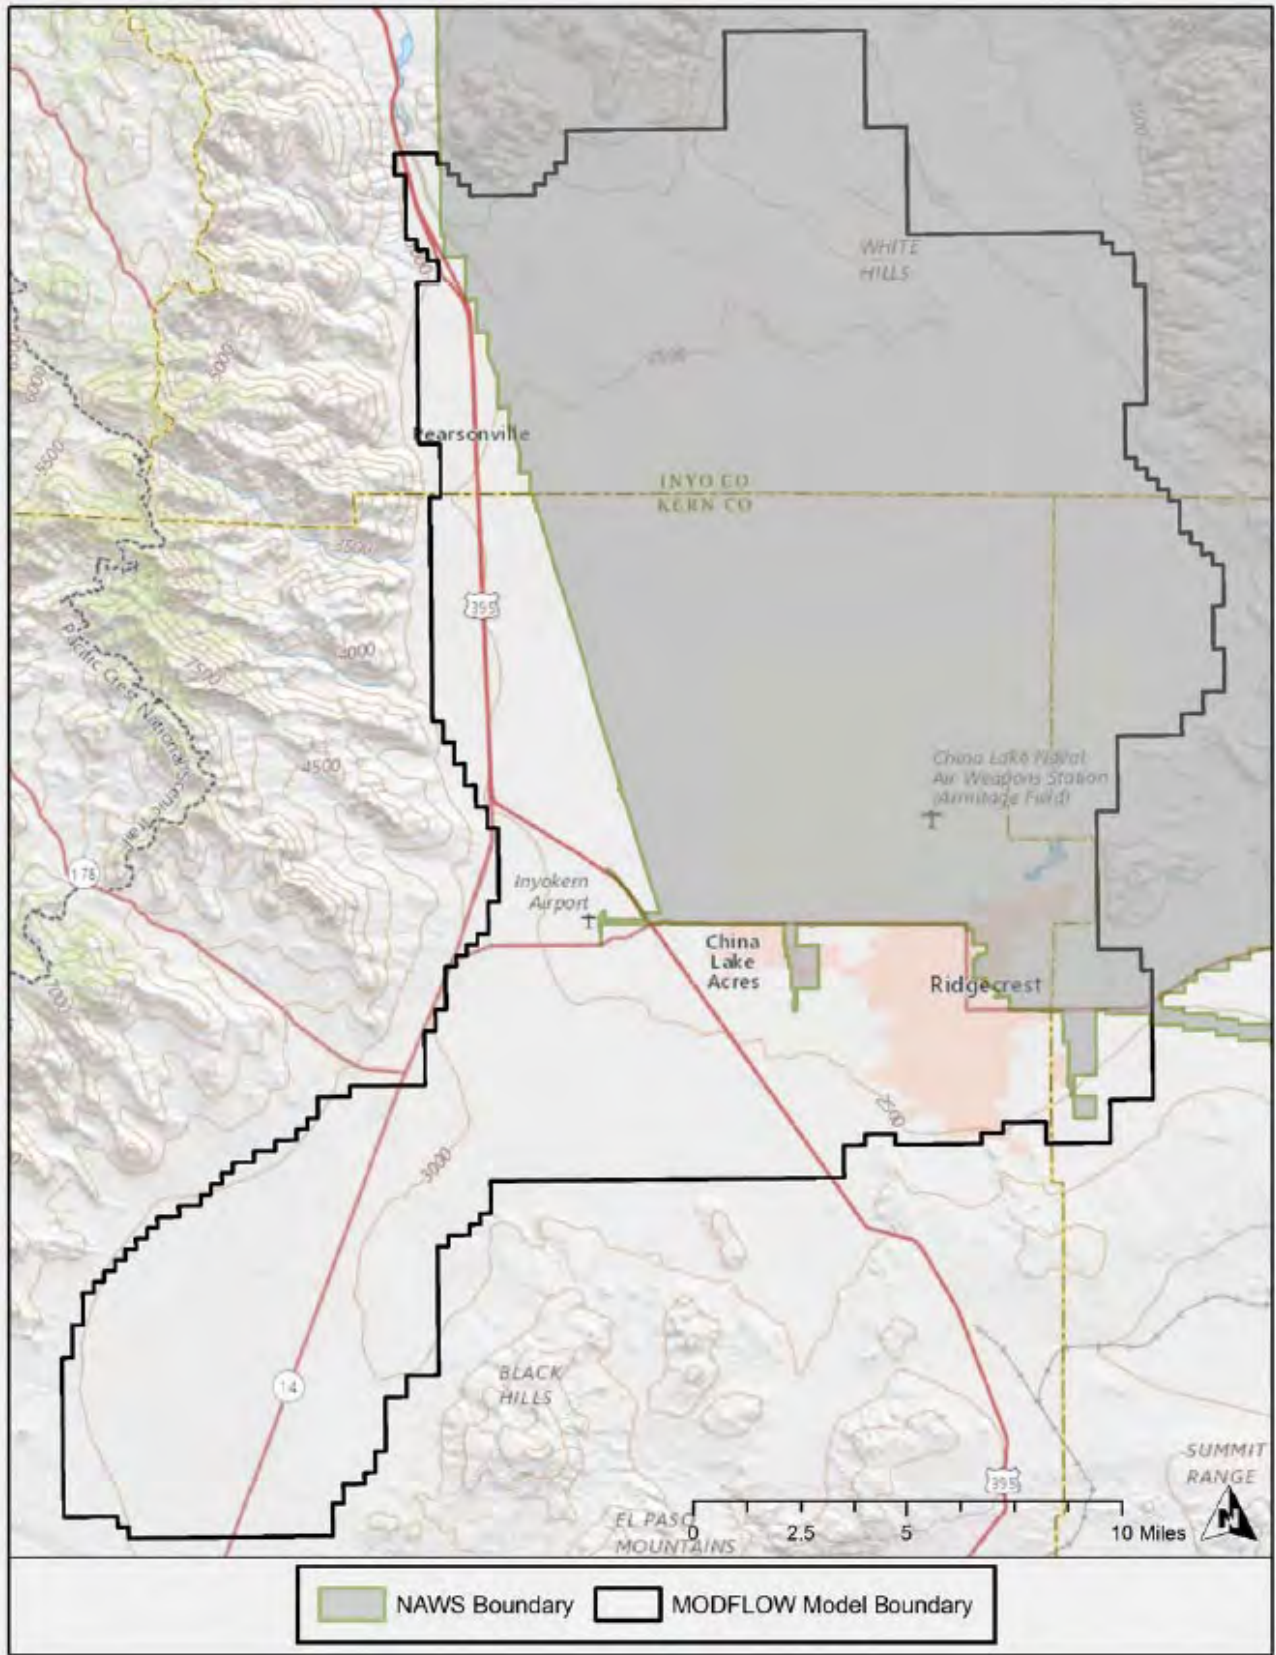 WHITE
HILLS
5000
6000
Pearsonville
5500
INYO CO
KERN CO
3500
395
4000
7500
Pacific Crest National Scenic Trail
4500
China Lake Naval
Air Weapons Station
(Armitage Field)
178
Inyokern
Airport
China
Lake
Acres
Ridgecrest
7000
2500
3000
BLACK
HILLS
14
395
SUMMIT
RANGE
EL PASO
MOUNTAINS
0
2.5
5
10 Miles
N
NAWS Boundary
MODFLOW Model Boundary